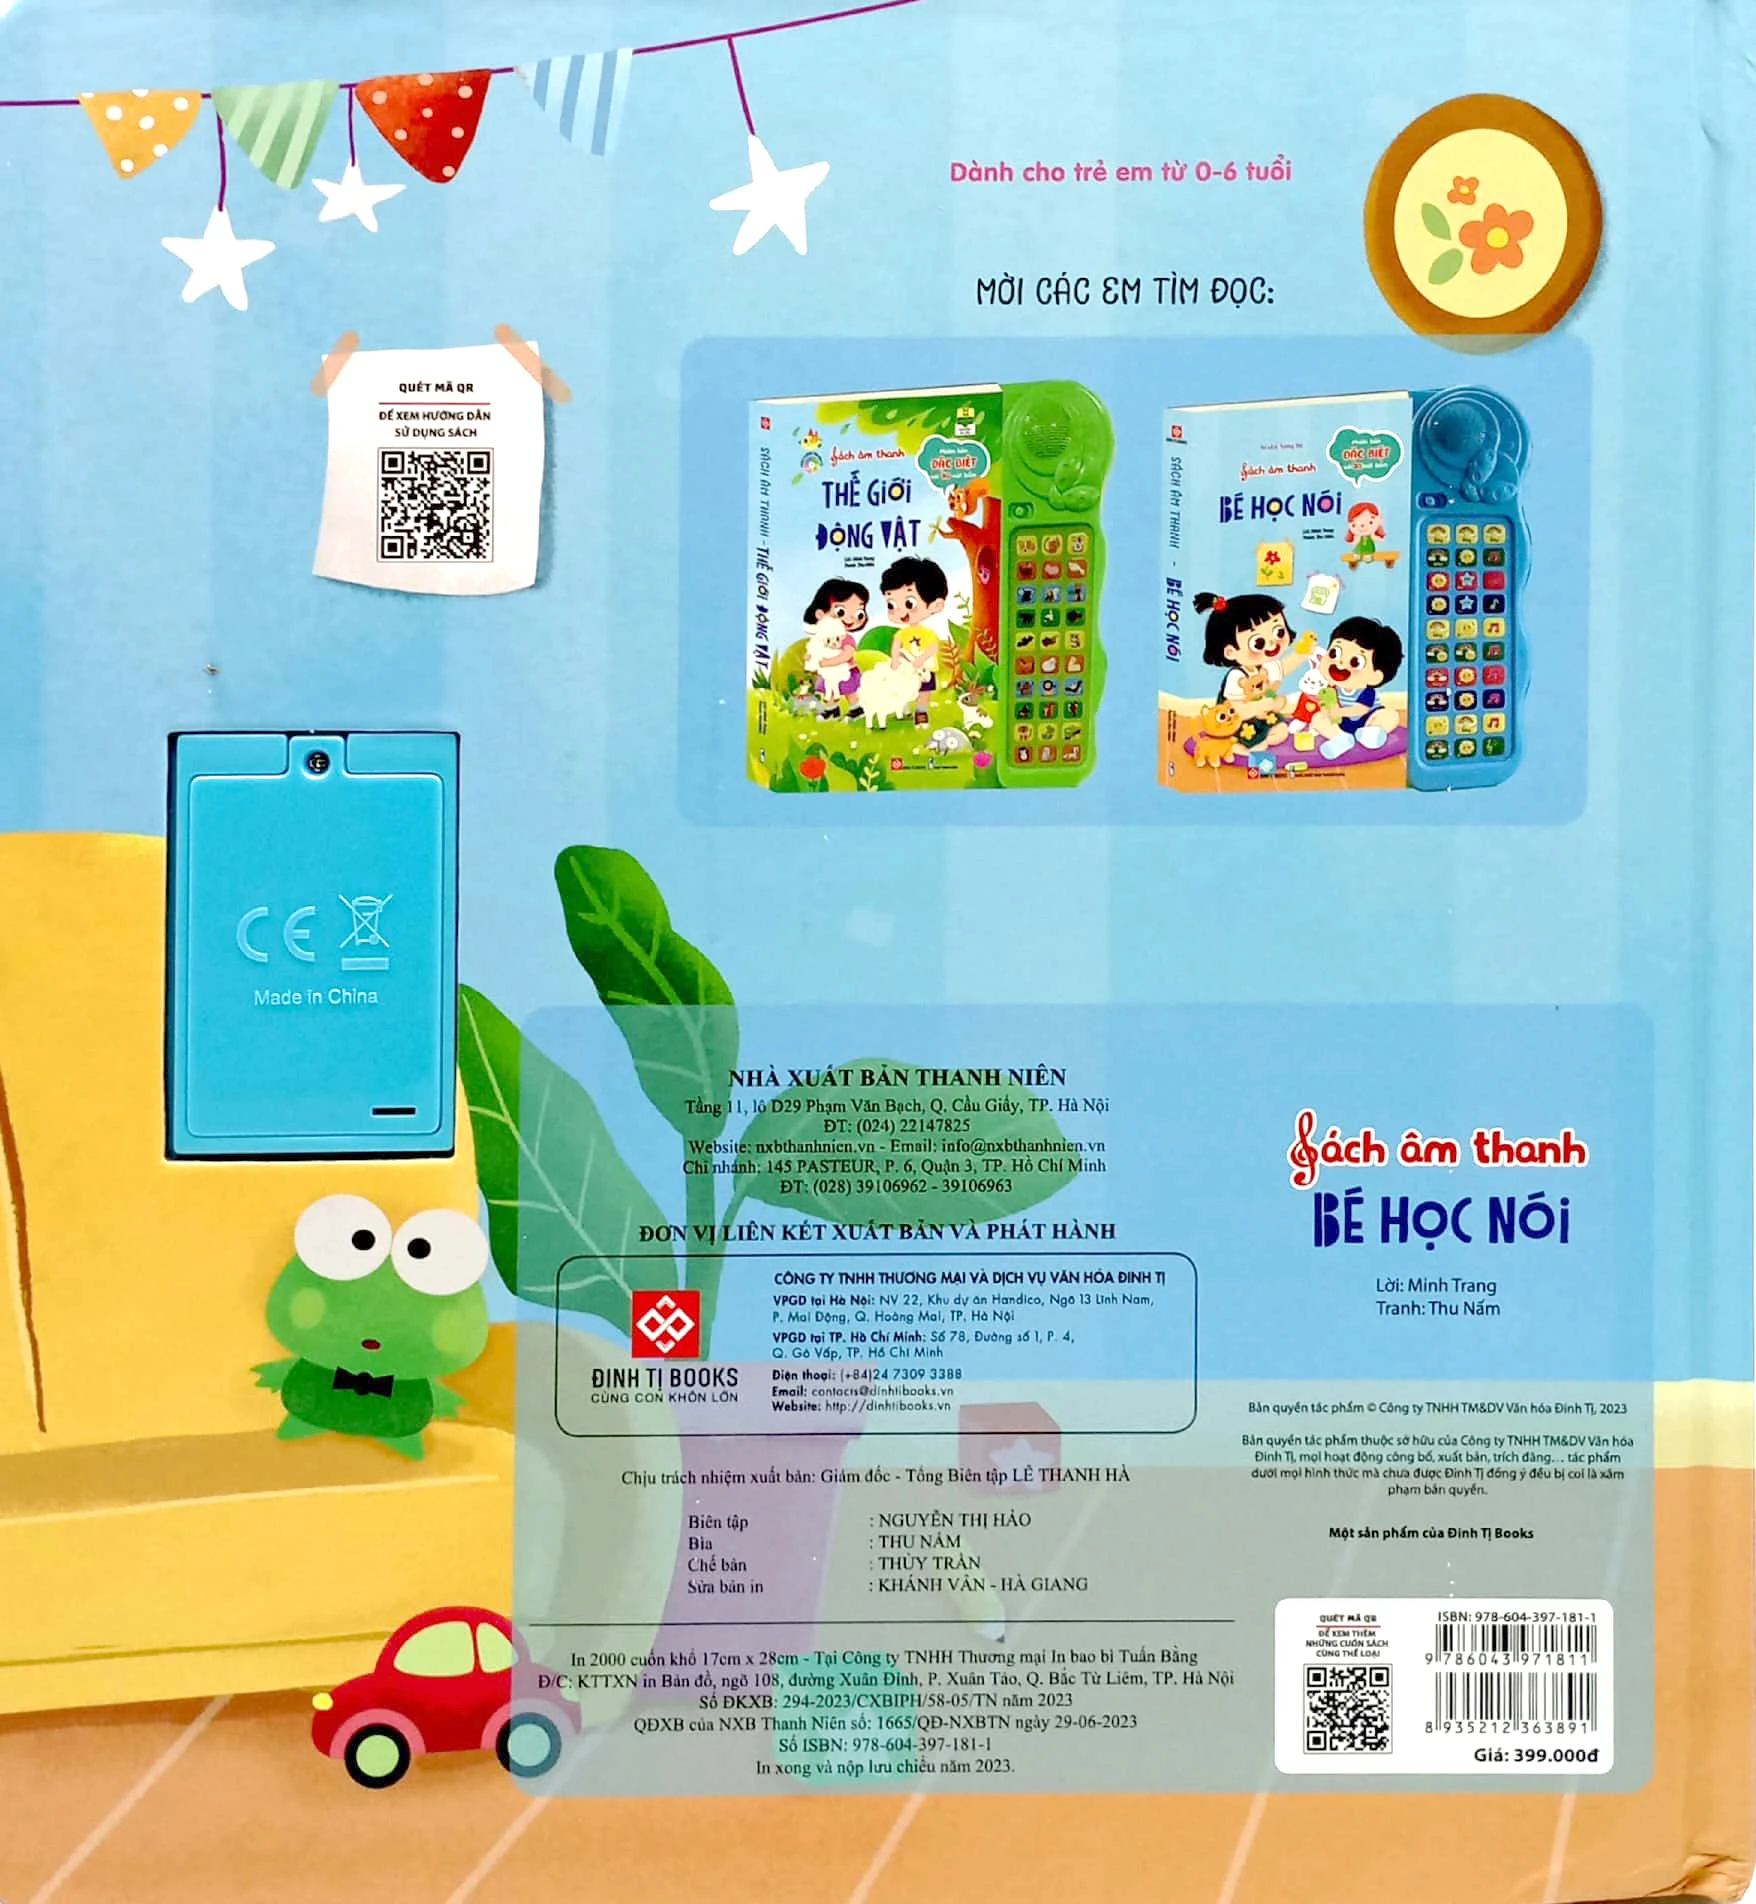 Dành cho trẻ em từ 0-6 tuổi
MỜI CÁC EM TÌM ĐỌC:
QUÉT MÃ QR
ĐỂ XEM HƯỚNG DẪN
SỬ DỤNG SÁCH
SÁCH ÂM THANH - THẾ GIỚI ĐỘNG VẬT
Sách âm thanh
THẾ GIỚI
ĐỘNG VẬT
Phiên bản
ĐẶC BIỆT
SÁCH ÂM THANH - BÉ HỌC NÓI
Sách âm thanh
BÉ HỌC NÓI
Phiên bản
ĐẶC BIỆT
CE
Made in China
NHÀ XUẤT BẢN THANH NIÊN
Tầng 11, lô D29 Phạm Văn Bạch, Q. Cầu Giấy, TP. Hà Nội
ĐT: (024) 22147825
Website: nxbthanhnien.vn - Email: info@nxbthanhnien.vn
Chi nhánh: 145 PASTEUR, P. 6, Quận 3, TP. Hồ Chí Minh
ĐT: (028) 39106962 - 39106963
ĐƠN VỊ LIÊN KẾT XUẤT BẢN VÀ PHÁT HÀNH
ĐINH TỊ BOOKS
CÙNG CON KHÔN LỚN
CÔNG TY TNHH THƯƠNG MẠI VÀ DỊCH VỤ VĂN HÓA ĐINH TỊ
VPGD tại Hà Nội: NV 22, Khu dự án Handico, Ngõ 13 Lĩnh Nam,
P. Mai Động, Q. Hoàng Mai, TP. Hà Nội
VPGD tại TP. Hồ Chí Minh: Số 78, Đường số 1, P. 4,
Q. Gò Vấp, TP. Hồ Chí Minh
Điện thoại: (+84)24 7309 3388
Email: contacts@dinhtibooks.vn
Website: http://dinhtibooks.vn
Chịu trách nhiệm xuất bản: Giám đốc - Tổng Biên tập LÊ THANH HÀ
Biên tập : NGUYỄN THỊ HẢO
Bìa : THU NẤM
Chế bản : THÙY TRẦN
Sửa bản in : KHÁNH VÂN - HÀ GIANG
In 2000 cuốn khổ 17cm x 28cm - Tại Công ty TNHH Thương mại In bao bì Tuấn Bằng
Đ/C: KTTXN in Bản đồ, ngõ 108, đường Xuân Đỉnh, P. Xuân Tảo, Q. Bắc Từ Liêm, TP. Hà Nội
Số ĐKXB: 294-2023/CXBIPH/58-05/TN năm 2023
QĐXB của NXB Thanh Niên số: 1665/QĐ-NXBTN ngày 29-06-2023
Số ISBN: 978-604-397-181-1
In xong và nộp lưu chiểu năm 2023.
Sách âm thanh
BÉ HỌC NÓI
Lời: Minh Trang
Tranh: Thu Nấm
Bản quyền tác phẩm © Công ty TNHH TM&DV Văn hóa Đinh Tị, 2023
Bản quyền tác phẩm thuộc sở hữu của Công ty TNHH TM&DV Văn hóa
Đinh Tị, mọi hoạt động công bố, xuất bản, trích đăng... tác phẩm
dưới mọi hình thức mà chưa được Đinh Tị đồng ý đều bị coi là xâm
phạm bản quyền.
Một sản phẩm của Đinh Tị Books
QUÉT MÃ QR
ĐỂ XEM THÊM
NHỮNG CUỐN SÁCH
CÙNG THỂ LOẠI
ISBN: 978-604-397-181-1
9 786043 971811
8 935212 363891
Giá: 399.000đ